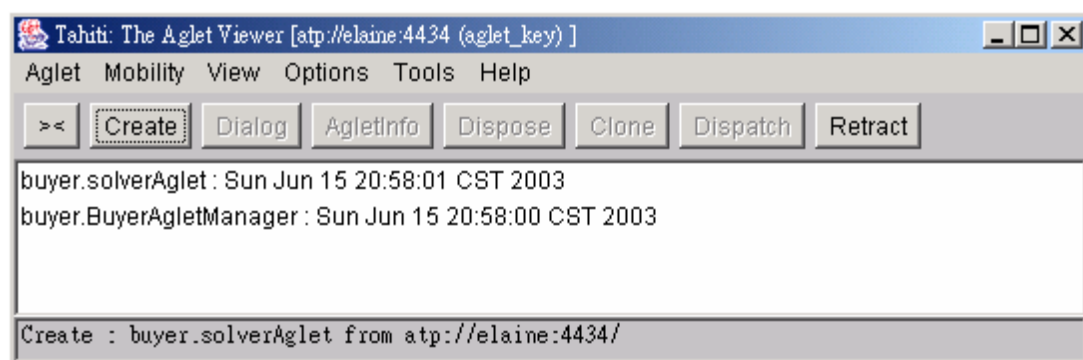 Tahiti: The Aglet Viewer [atp://elaine:4434 (aglet_key) ]
Aglet Mobility View Options Tools Help
>< Create Dialog AgletInfo Dispose Clone Dispatch Retract
buyer.solverAglet : Sun Jun 15 20:58:01 CST 2003
buyer.BuyerAgletManager : Sun Jun 15 20:58:00 CST 2003
Create : buyer.solverAglet from atp://elaine:4434/